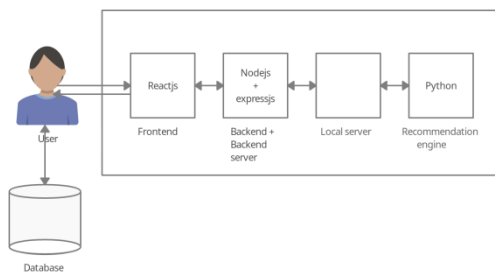 Reactjs
Nodejs
+
expressjs
Python
User
Frontend
Backend +
Backend
server
Local server
Recommendation
engine
Database